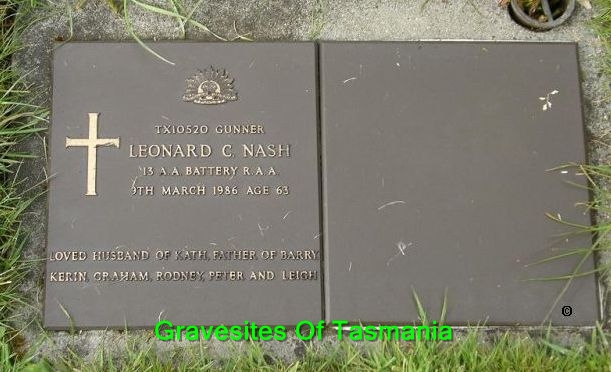 TX10520 GUNNER
LEONARD C. NASH
13 A.A. BATTERY R.A.A.
9TH MARCH 1986 AGE 63
LOVED HUSBAND OF KATH, FATHER OF BARRY
KERIN, GRAHAM, RODNEY, PETER AND LEIGH
©
Gravesites Of Tasmania